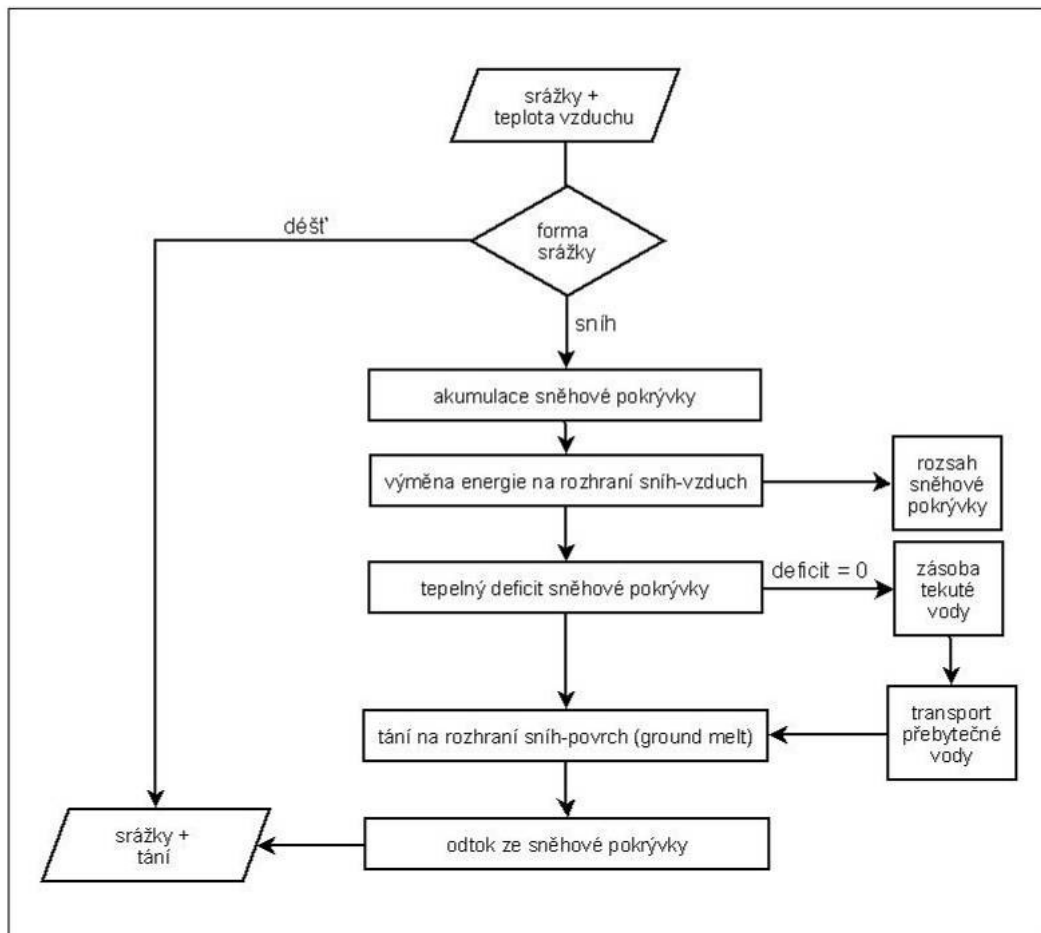 srážky +
teplota vzduchu
forma
srážky
déšť
sníh
akumulace sněhové pokrývky
výměna energie na rozhraní sníh-vzduch
rozsah
sněhové
pokrývky
tepelný deficit sněhové pokrývky
deficit = 0
zásoba
tekuté
vody
tání na rozhraní sníh-povrch (ground melt)
transport
přebytečné
vody
odtok ze sněhové pokrývky
srážky +
tání